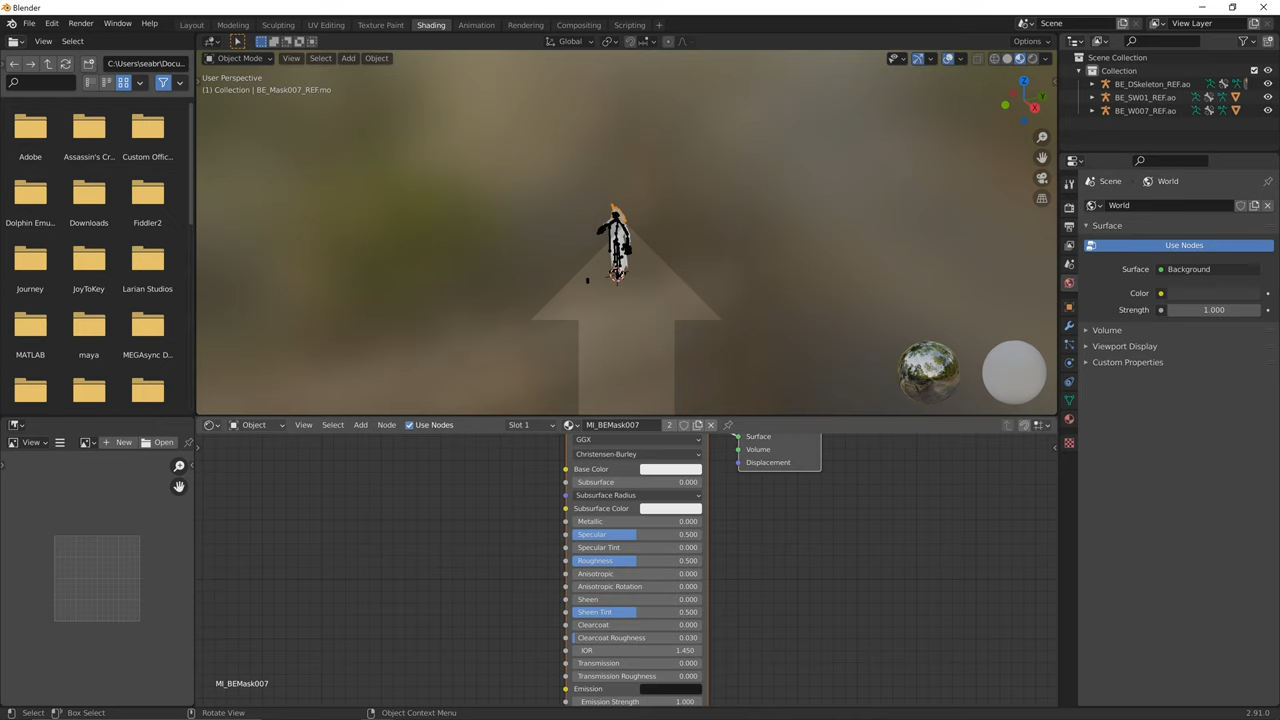 Blender
File Edit Render Window Help
Layout Modeling Sculpting UV Editing Texture Paint Shading Animation Rendering Compositing Scripting +
Scene View Layer
View Select
Global
Options
C:\Users\seabr\Docu...
Object Mode View Select Add Object
User Perspective
(1) Collection | BE_Mask007_REF.mo
Z
Y
X
Scene Collection
Collection
BE_DSkeleton_REF.ao
BE_SW01_REF.ao
BE_W007_REF.ao
Adobe Assassin's Cr... Custom Offic...
Dolphin Emu... Downloads Fiddler2
Journey JoyToKey Larian Studios
MATLAB maya MEGAsync D...
Scene World
World
Surface
Use Nodes
Surface Background
Color
Strength 1.000
Volume
Viewport Display
Custom Properties
View New Open
Object View Select Add Node Use Nodes Slot 1 MI_BEMask007 2
Surface
Volume
Displacement
GGX
Christensen-Burley
Base Color
Subsurface 0.000
Subsurface Radius
Subsurface Color
Metallic 0.000
Specular 0.500
Specular Tint 0.000
Roughness 0.500
Anisotropic 0.000
Anisotropic Rotation 0.000
Sheen 0.000
Sheen Tint 0.500
Clearcoat 0.000
Clearcoat Roughness 0.030
IOR 1.450
Transmission 0.000
Transmission Roughness 0.000
Emission
Emission Strength 1.000
MI_BEMask007
Select Box Select Rotate View Object Context Menu 2.91.0